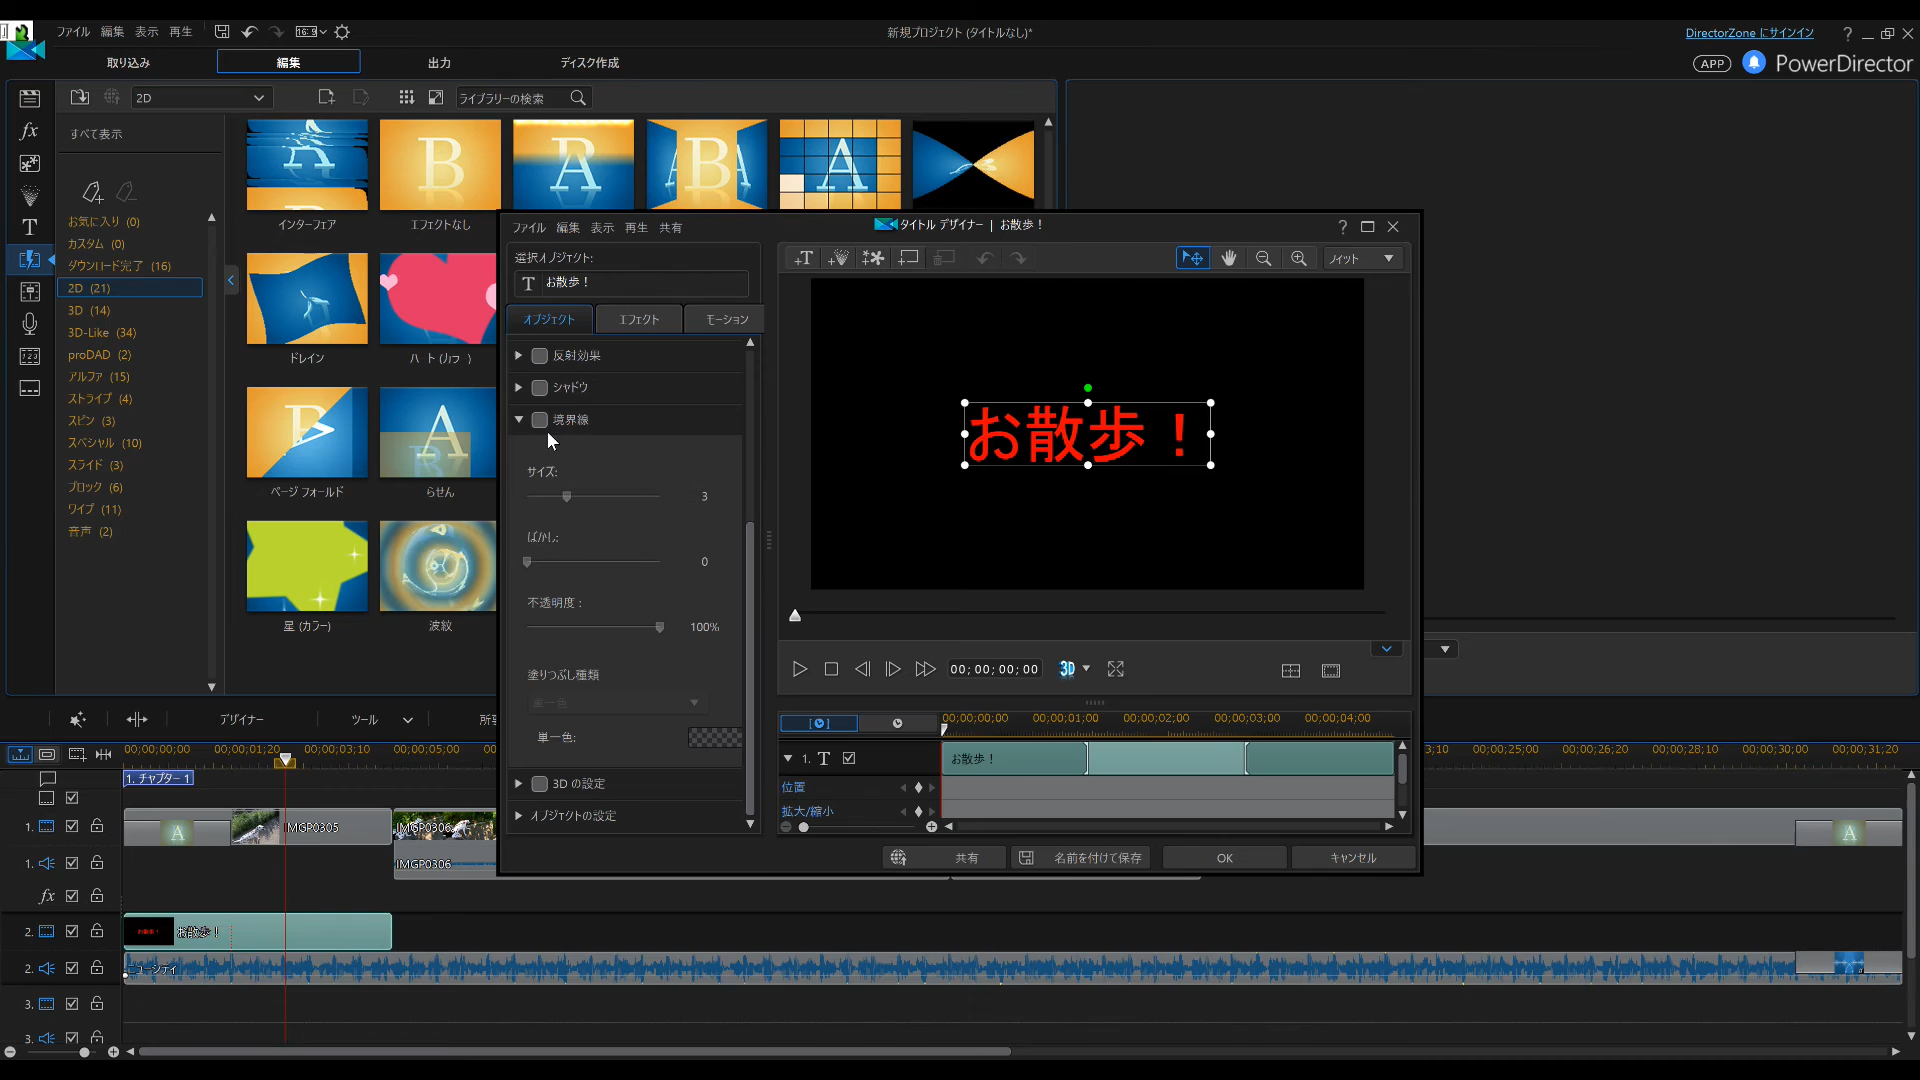 ファイル 編集 表示 再生 16:9 新規プロジェクト (タイトルなし)* DirectorZone にサインイン ?
取り込み 編集 出力 ディスク作成 APP PowerDirector
2D ライブラリーの検索
すべて表示
お気に入り (0)
カスタム (0)
ダウンロード完了 (16)
2D (21)
3D (14)
3D-Like (34)
proDAD (2)
アルファ (15)
ストライプ (4)
スピン (3)
スペシャル (10)
スライド (3)
ブロック (6)
ワイプ (11)
音声 (2)
インターフェア エフェクトなし
ドレイン
ページ フォールド らせん
星 (カラー) 波紋
ファイル 編集 表示 再生 共有 タイトル デザイナー | お散歩！ ?
選択オブジェクト:
お散歩！
オブジェクト エフェクト モーション
フィット
反射効果
シャドウ
境界線
サイズ:
3
ぼかし:
0
不透明度 :
100%
塗りつぶし種類
単一色
単一色:
3D の設定
オブジェクトの設定
お散歩！
00;00;00;00 3D
00;00;00;00 00;00;01;00 00;00;02;00 00;00;03;00 00;00;04;00
1. T お散歩！
位置
拡大/縮小
共有 名前を付けて保存 OK キャンセル
デザイナー ツール
00;00;00;00 00;00;01;20 00;00;03;10 00;00;05;00 3;10 00;00;25;00 00;00;26;20 00;00;28;10 00;00;30;00 00;00;31;20
1. チャプター 1
1. IMGP0305 IMGP0306
1. IMGP0306
fx
2. お散歩！
2. ニューシティ
3.
3.